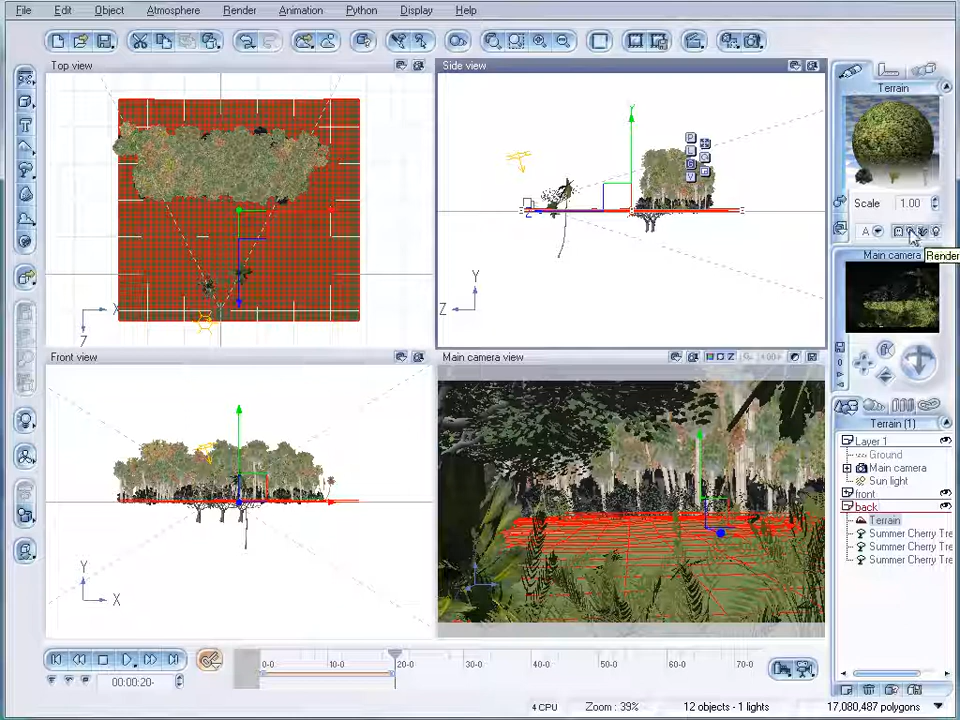 File Edit Object Atmosphere Render Animation Python Display Help
Top view
Side view
Terrain
Scale 1.00
A
Render
Main camera
Front view
Main camera view
Terrain (1)
Layer 1
Ground
Main camera
Sun light
front
back
Terrain
Summer Cherry Tre
Summer Cherry Tre
Summer Cherry Tre
X
Z
Y
Z
Y
X
P
L
G
V
0-0 10-0 20-0 30-0 40-0 50-0 60-0 70-0
00:00:20-
4 CPU Zoom : 39% 12 objects - 1 lights 17,080,487 polygons